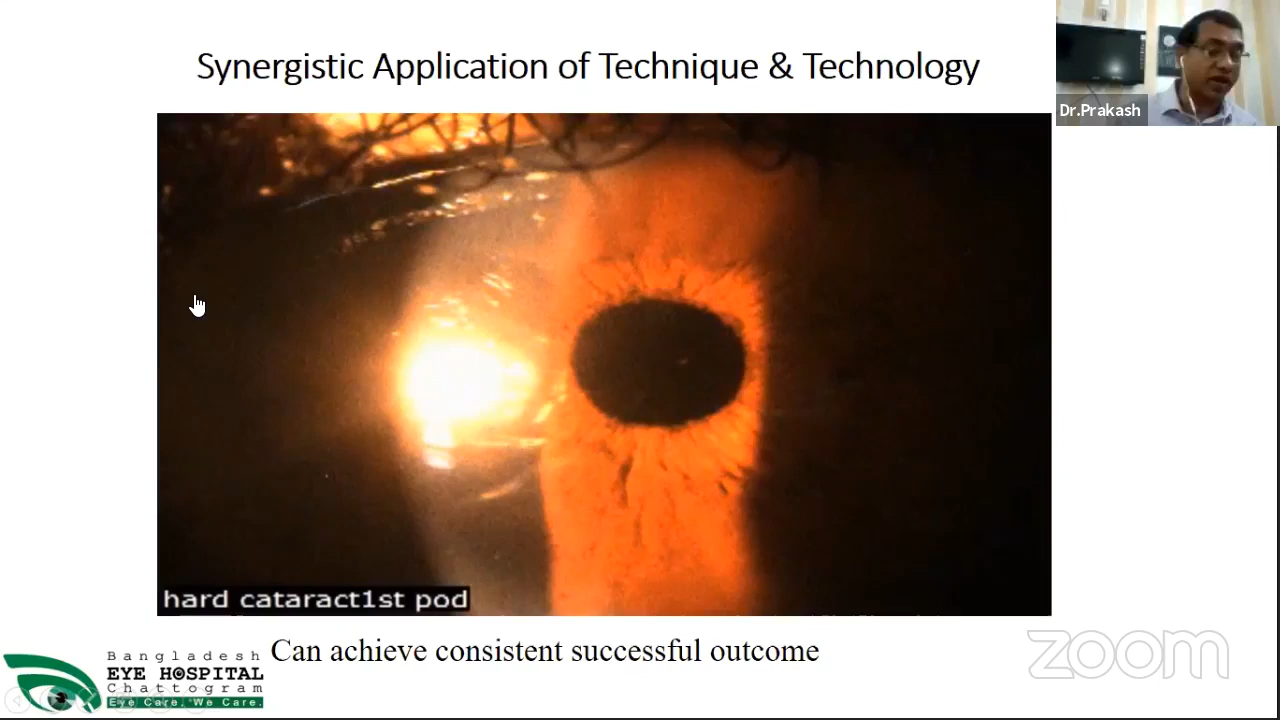 Synergistic Application of Technique & Technology
Dr.Prakash
hard cataract1st pod
Can achieve consistent successful outcome
Bangladesh
EYE HOSPITAL
Chattogram
Eye Care, We Care.
zoom